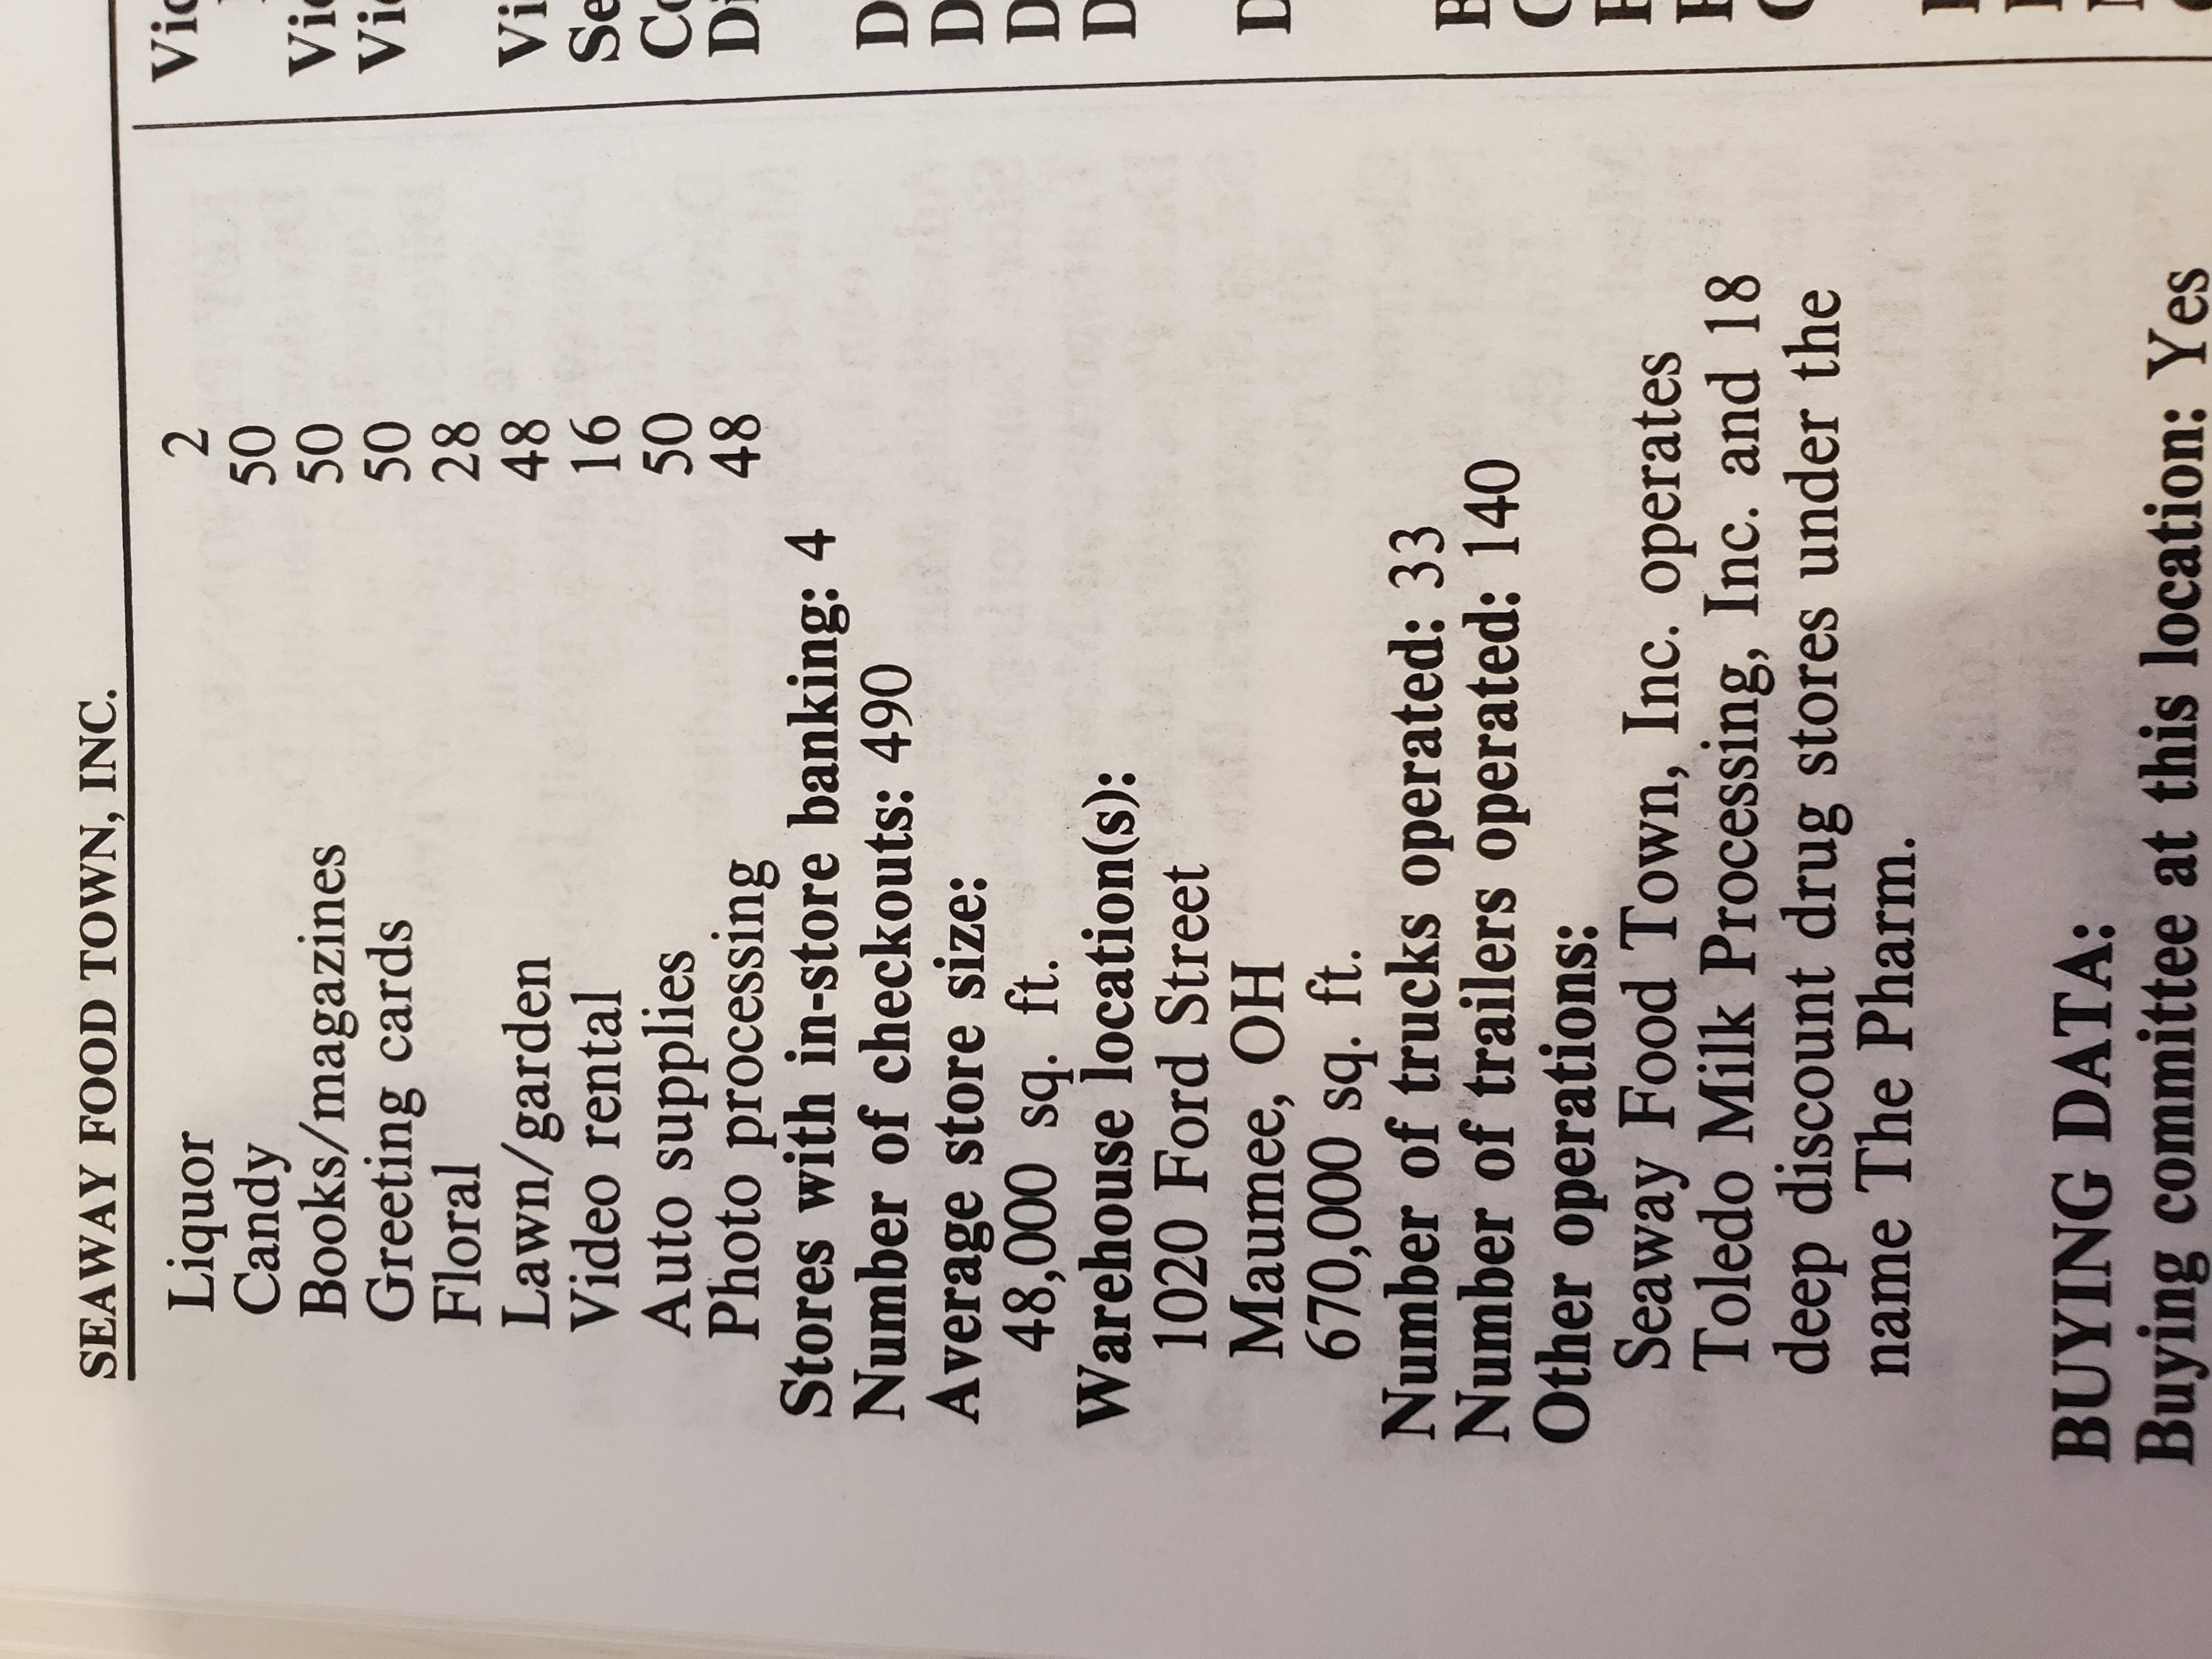 SEAWAY FOOD TOWN, INC.
Liquor 2
Candy 50
Books/magazines 50
Greeting cards 50
Floral 28
Lawn/garden 48
Video rental 16
Auto supplies 50
Photo processing 48
Stores with in-store banking: 4
Number of checkouts: 490
Average store size:
48,000 sq. ft.
Warehouse location(s):
1020 Ford Street
Maumee, OH
670,000 sq. ft.
Number of trucks operated: 33
Number of trailers operated: 140
Other operations:
Seaway Food Town, Inc. operates
Toledo Milk Processing, Inc. and 18
deep discount drug stores under the
name The Pharm.
BUYING DATA:
Buying committee at this location: Yes